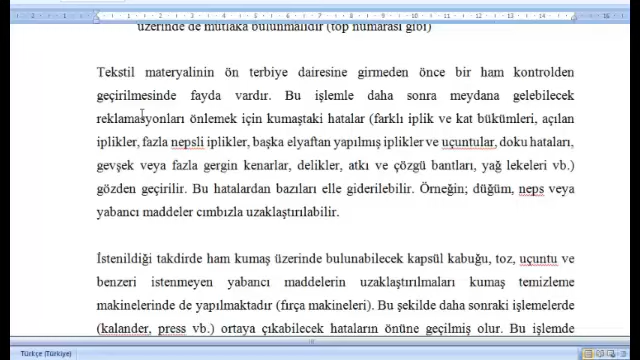 üzerinde de mutlaka bulunmalıdır (top numarası gibi)
Tekstil materyalinin ön terbiye dairesine girmeden önce bir ham kontrolden
geçirilmesinde fayda vardır. Bu işlemle daha sonra meydana gelebilecek
reklamasyonları önlemek için kumaştaki hatalar (farklı iplik ve kat bükümleri, açılan
iplikler, fazla nepsli iplikler, başka elyaftan yapılmış iplikler ve uçuntular, doku hataları,
gevşek veya fazla gergin kenarlar, delikler, atkı ve çözgü bantları, yağ lekeleri vb.)
gözden geçirilir. Bu hatalardan bazıları elle giderilebilir. Örneğin; düğüm, neps veya
yabancı maddeler cımbızla uzaklaştırılabilir.
İstenildiği takdirde ham kumaş üzerinde bulunabilecek kapsül kabuğu, toz, uçuntu ve
benzeri istenmeyen yabancı maddelerin uzaklaştırılmaları kumaş temizleme
makinelerinde de yapılmaktadır (fırça makineleri). Bu şekilde daha sonraki işlemelerde
(kalander, press vb.) ortaya çıkabilecek hataların önüne geçilmiş olur. Bu işlemde
Türkçe (Türkiye)